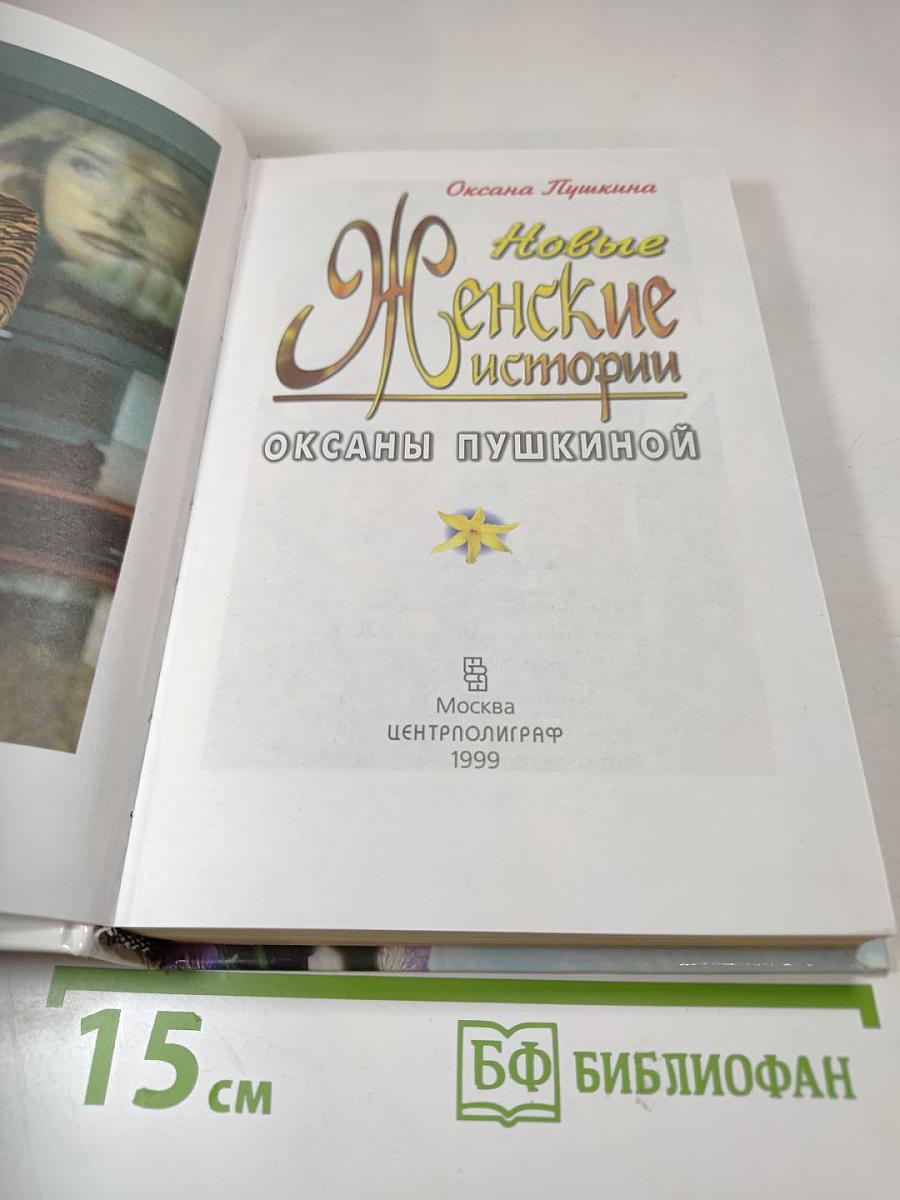 Оксана Пушкина
Новые
Женские
истории
ОКСАНЫ ПУШКИНОЙ
Москва
ЦЕНТРПОЛИГРАФ
1999
15 см
БФ БИБЛИОФАН